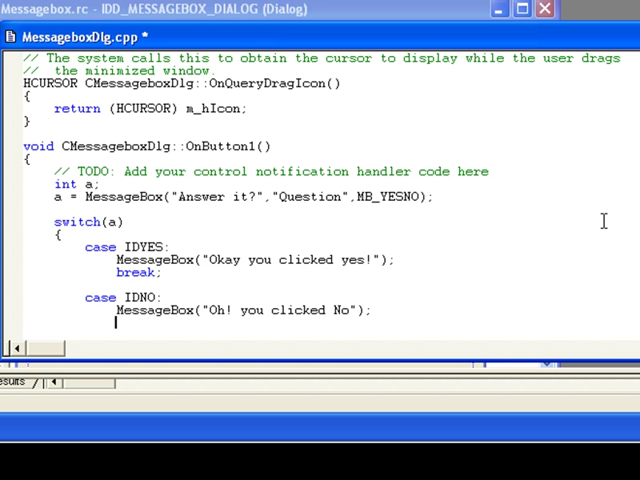 Messagebox.rc - IDD_MESSAGEBOX_DIALOG (Dialog)
MessageboxDlg.cpp *
// The system calls this to obtain the cursor to display while the user drags
//  the minimized window.
HCURSOR CMessageboxDlg::OnQueryDragIcon()
{
    return (HCURSOR) m_hIcon;
}
void CMessageboxDlg::OnButton1()
{
    // TODO: Add your control notification handler code here
    int a;
    a = MessageBox("Answer it?","Question",MB_YESNO);
    switch(a)
    {
        case IDYES:
            MessageBox("Okay you clicked yes!");
            break;
        case IDNO:
            MessageBox("Oh! you clicked No");
esults